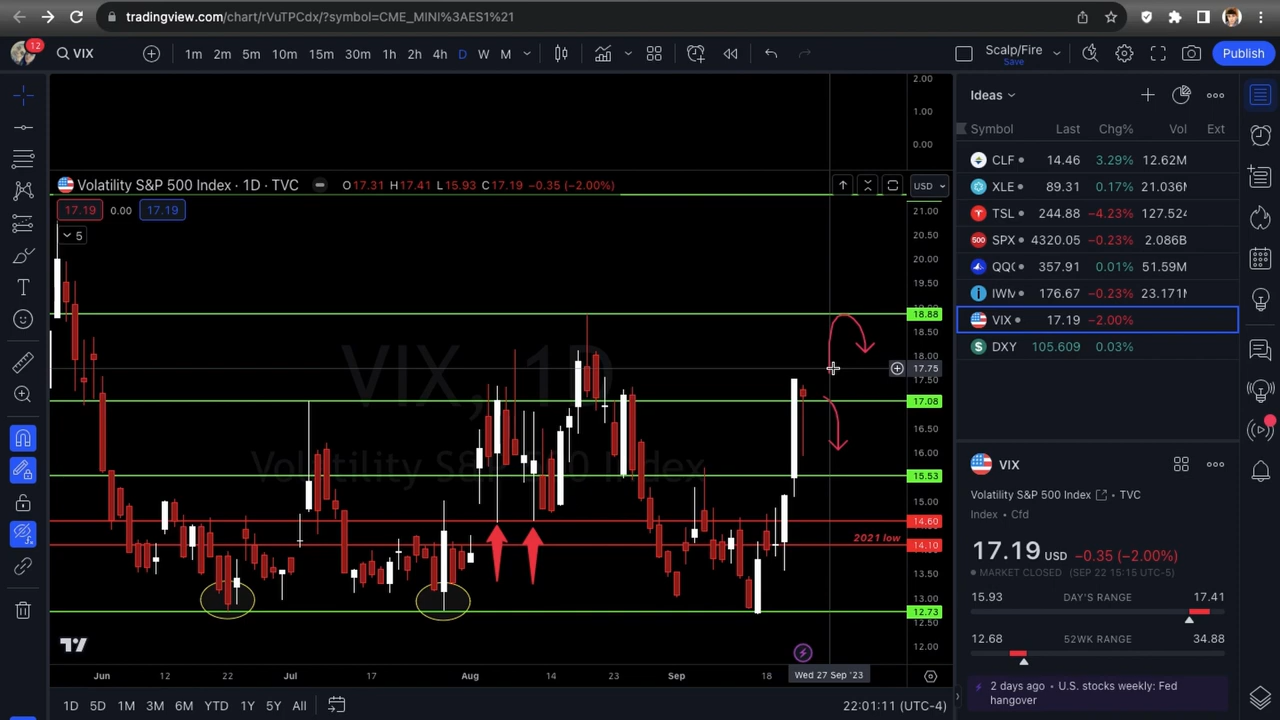 tradingview.com/chart/rVuTPCdx/?symbol=CME_MINI%3AES1%21
12 VIX 1m 2m 5m 10m 15m 30m 1h 2h 4h D W M Scalp/Fire Save Publish
2.00
1.00
0.00
Ideas
Symbol Last Chg% Vol Ext
CLF 14.46 3.29% 12.62M
XLE 89.31 0.17% 21.036M
TSL 244.88 −4.23% 127.524
500 SPX 4320.05 −0.23% 2.086B
QQQ 357.91 0.01% 51.59M
IWM 176.67 −0.23% 23.171M
VIX 17.19 −2.00%
DXY 105.609 0.03%
Volatility S&P 500 Index · 1D · TVC O17.31 H17.41 L15.93 C17.19 −0.35 (−2.00%) USD
17.19 0.00 17.19
5
21.00
20.50
20.00
19.50
18.88
18.50
18.00
17.75
17.50
17.08
16.50
16.00
15.53
15.00
14.60
2021 low 14.10
13.50
13.00
12.73
12.50
12.00
VIX, 1D
Volatility S&P 500 Index
Jun 12 22 Jul 17 Aug 14 23 Sep 18 Wed 27 Sep '23
1D 5D 1M 3M 6M YTD 1Y 5Y All 22:01:11 (UTC-4)
VIX
Volatility S&P 500 Index · TVC
Index · Cfd
17.19 USD −0.35 (−2.00%)
MARKET CLOSED (SEP 22 15:15 UTC-5)
15.93 DAY'S RANGE 17.41
12.68 52WK RANGE 34.88
2 days ago · U.S. stocks weekly: Fed
hangover